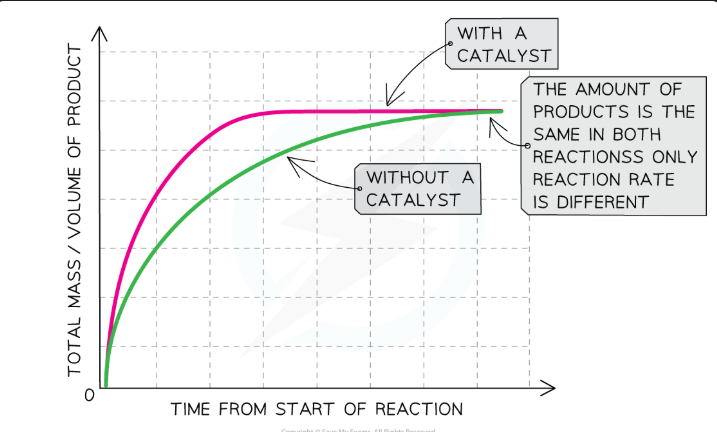 WITH A
CATALYST
THE AMOUNT OF
PRODUCTS IS THE
SAME IN BOTH
REACTIONSS ONLY
REACTION RATE
IS DIFFERENT
WITHOUT A
CATALYST
TOTAL MASS / VOLUME OF PRODUCT
0
TIME FROM START OF REACTION
Copyright © Save My Exams. All Rights Reserved